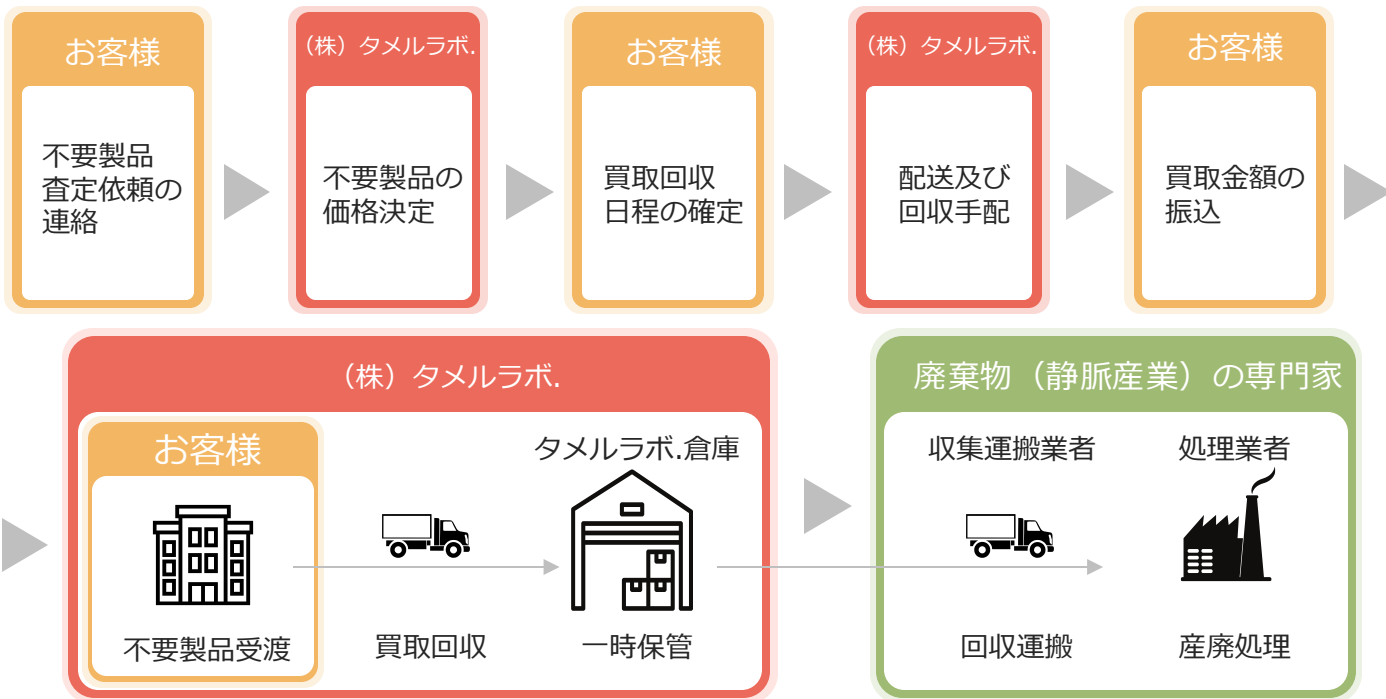 お客様
不要製品
査定依頼の
連絡
（株）タメルラボ.
不要製品の
価格決定
お客様
買取回収
日程の確定
（株）タメルラボ.
配送及び
回収手配
お客様
買取金額の
振込
（株）タメルラボ.
お客様
不要製品受渡
買取回収
タメルラボ.倉庫
一時保管
廃棄物（静脈産業）の専門家
収集運搬業者
回収運搬
処理業者
産廃処理